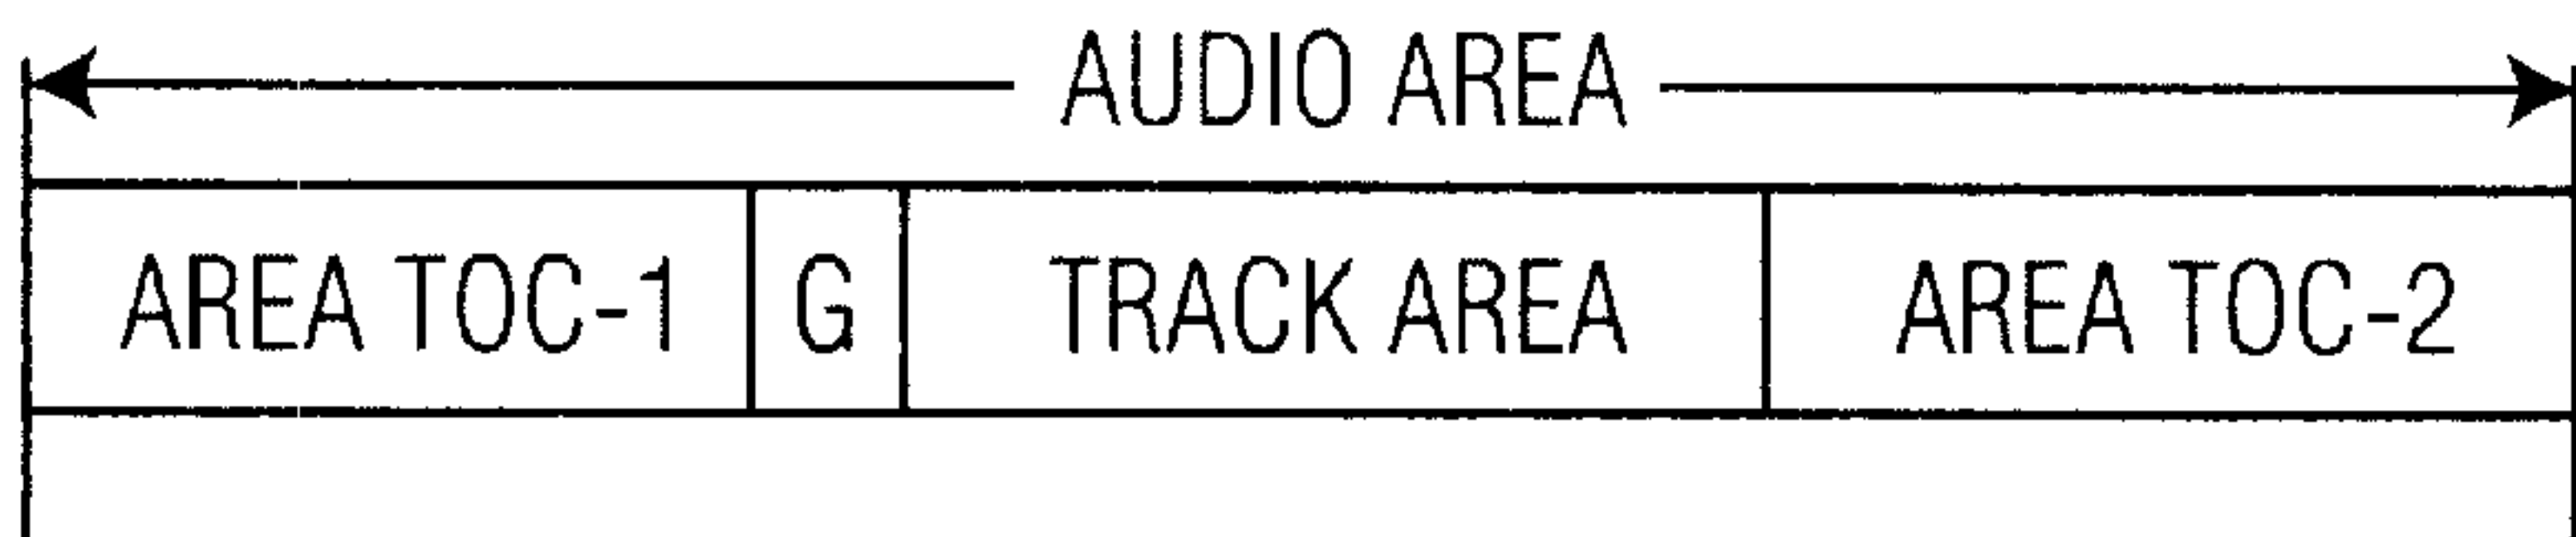 AUDIO AREA
AREA TOC-1 G TRACK AREA AREA TOC-2